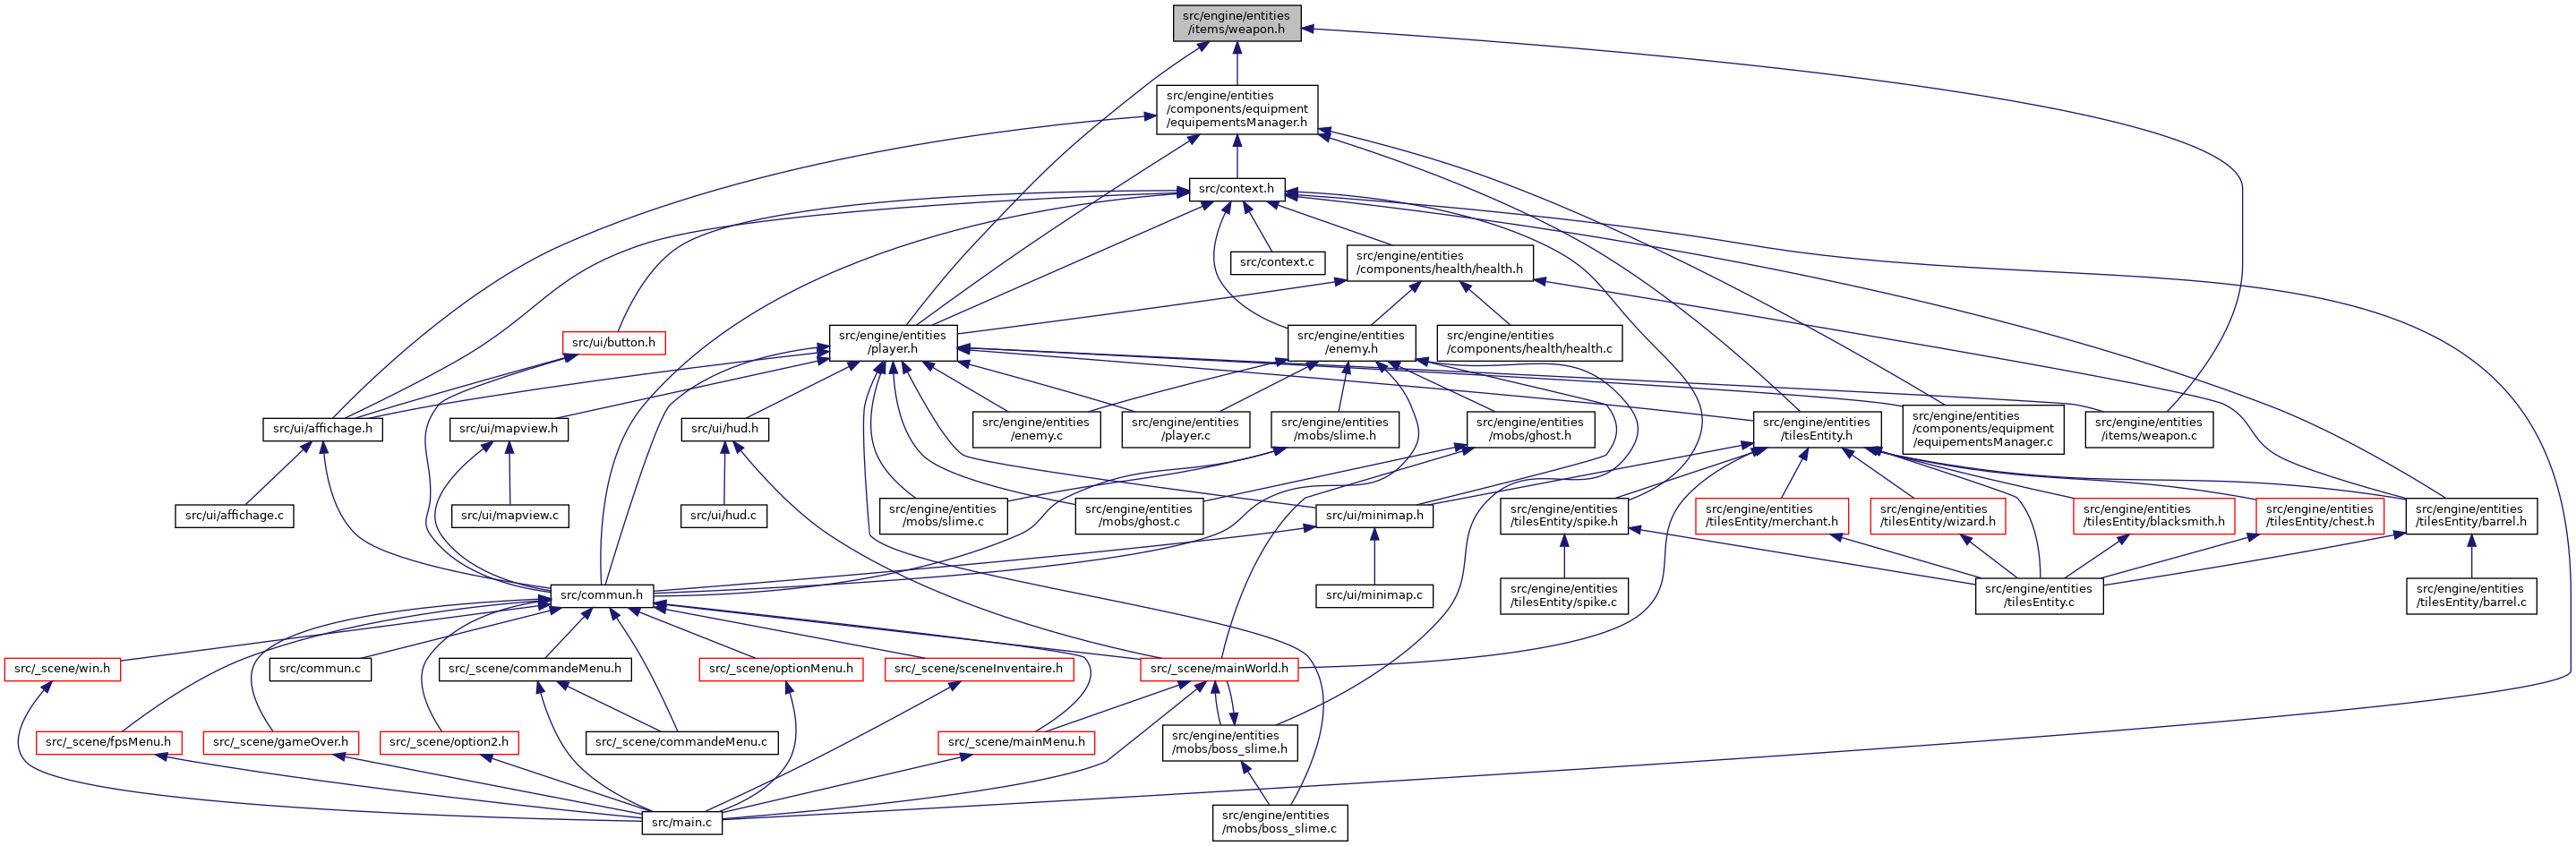 src/engine/entities
/items/weapon.h
src/engine/entities
/components/equipment
/equipementsManager.h
src/context.h
src/context.c
src/engine/entities
/components/health/health.h
src/ui/button.h
src/engine/entities
/player.h
src/engine/entities
/enemy.h
src/engine/entities
/components/health/health.c
src/ui/affichage.h
src/ui/mapview.h
src/ui/hud.h
src/engine/entities
/enemy.c
src/engine/entities
/player.c
src/engine/entities
/mobs/slime.h
src/engine/entities
/mobs/ghost.h
src/engine/entities
/tilesEntity.h
src/engine/entities
/components/equipment
/equipementsManager.c
src/engine/entities
/items/weapon.c
src/ui/affichage.c
src/ui/mapview.c
src/ui/hud.c
src/engine/entities
/mobs/slime.c
src/engine/entities
/mobs/ghost.c
src/ui/minimap.h
src/engine/entities
/tilesEntity/spike.h
src/engine/entities
/tilesEntity/merchant.h
src/engine/entities
/tilesEntity/wizard.h
src/engine/entities
/tilesEntity/blacksmith.h
src/engine/entities
/tilesEntity/chest.h
src/engine/entities
/tilesEntity/barrel.h
src/commun.h
src/ui/minimap.c
src/engine/entities
/tilesEntity/spike.c
src/engine/entities
/tilesEntity.c
src/engine/entities
/tilesEntity/barrel.c
src/_scene/win.h
src/commun.c
src/_scene/commandeMenu.h
src/_scene/optionMenu.h
src/_scene/sceneInventaire.h
src/_scene/mainWorld.h
src/_scene/fpsMenu.h
src/_scene/gameOver.h
src/_scene/option2.h
src/_scene/commandeMenu.c
src/_scene/mainMenu.h
src/engine/entities
/mobs/boss_slime.h
src/main.c
src/engine/entities
/mobs/boss_slime.c